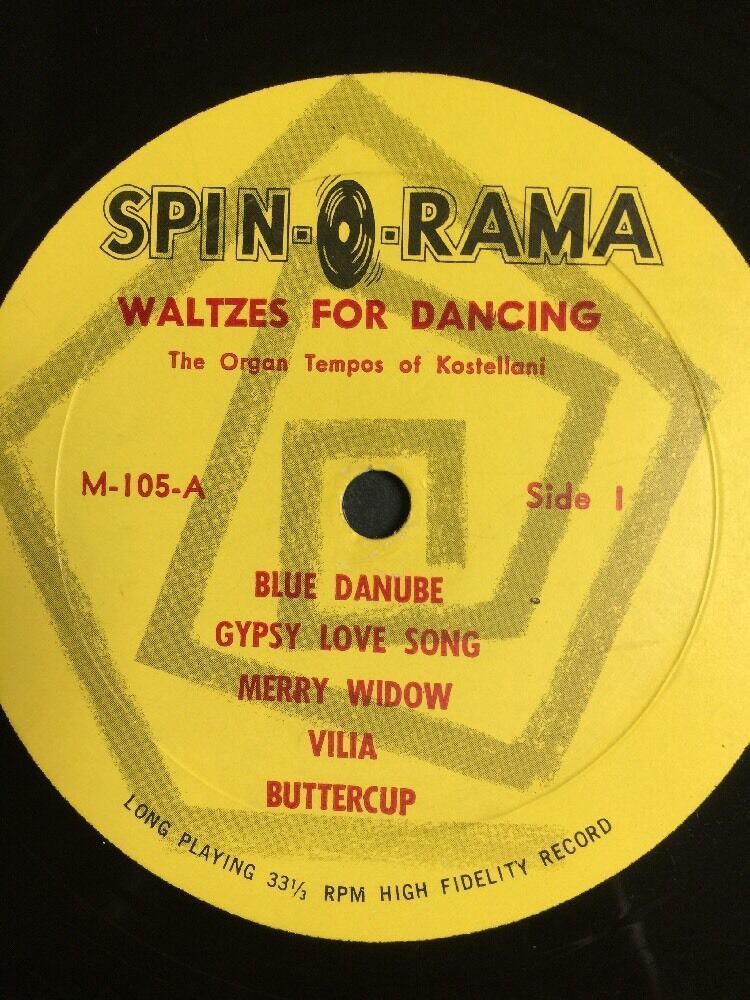 SPIN-O-RAMA
WALTZES FOR DANCING
The Organ Tempos of Kostellani
M-105-A
Side 1
BLUE DANUBE
GYPSY LOVE SONG
MERRY WIDOW
VILIA
BUTTERCUP
LONG PLAYING 33⅓ RPM HIGH FIDELITY RECORD